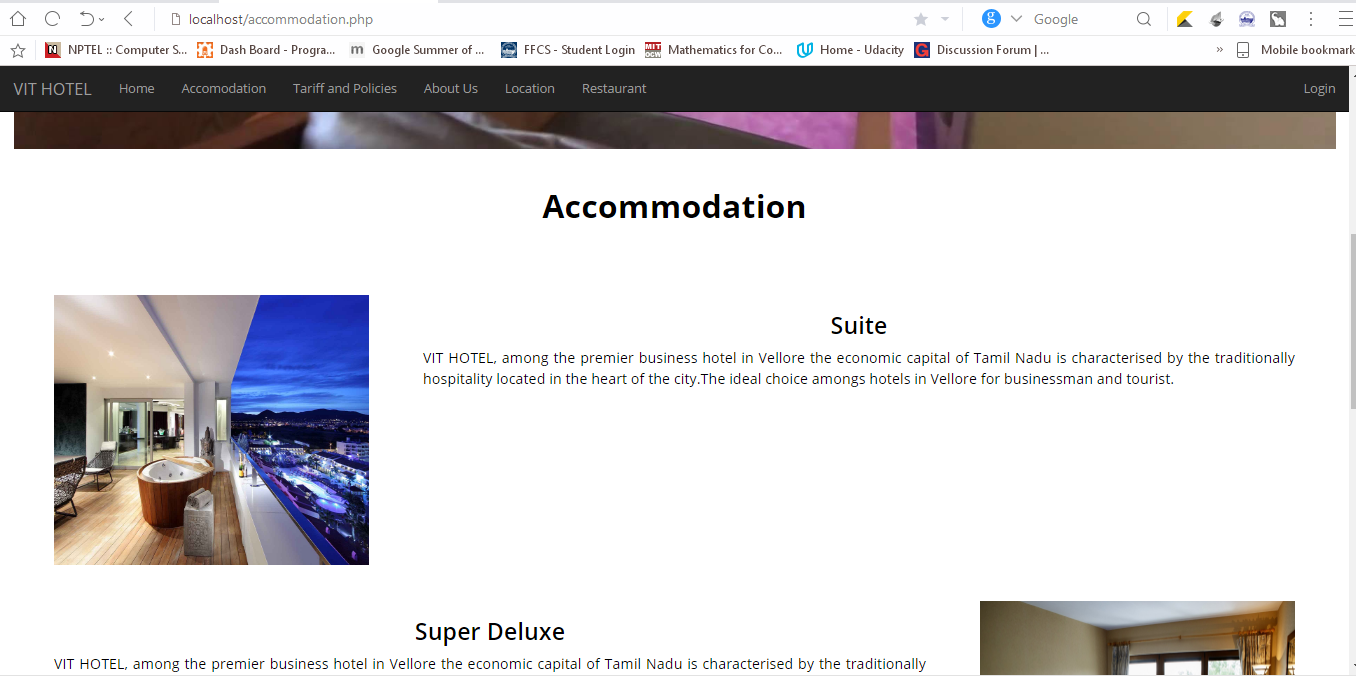 localhost/accommodation.php
Google
NPTEL :: Computer S... Dash Board - Progra... Google Summer of ... FFCS - Student Login Mathematics for Co... Home - Udacity Discussion Forum | ... » Mobile bookmark
VIT HOTEL Home Accomodation Tariff and Policies About Us Location Restaurant Login
Accommodation
Suite
VIT HOTEL, among the premier business hotel in Vellore the economic capital of Tamil Nadu is characterised by the traditionally
hospitality located in the heart of the city.The ideal choice amongs hotels in Vellore for businessman and tourist.
Super Deluxe
VIT HOTEL, among the premier business hotel in Vellore the economic capital of Tamil Nadu is characterised by the traditionally